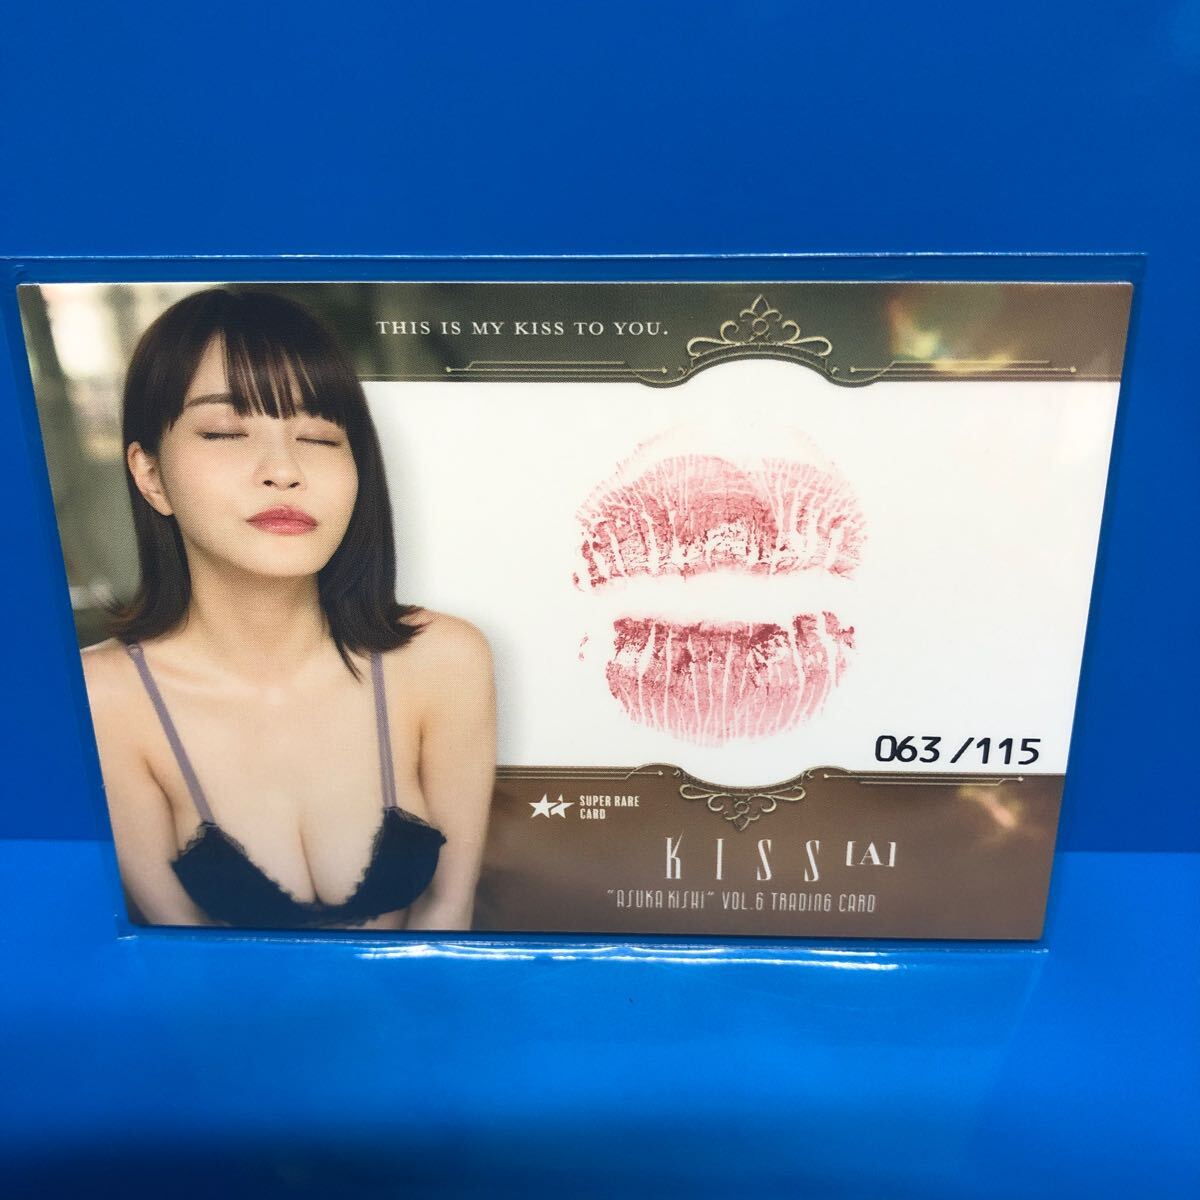 THIS IS MY KISS TO YOU.
063/115
SUPER RARE
CARD
KISS [A]
"ASUKA KISHI" VOL.6 TRADING CARD